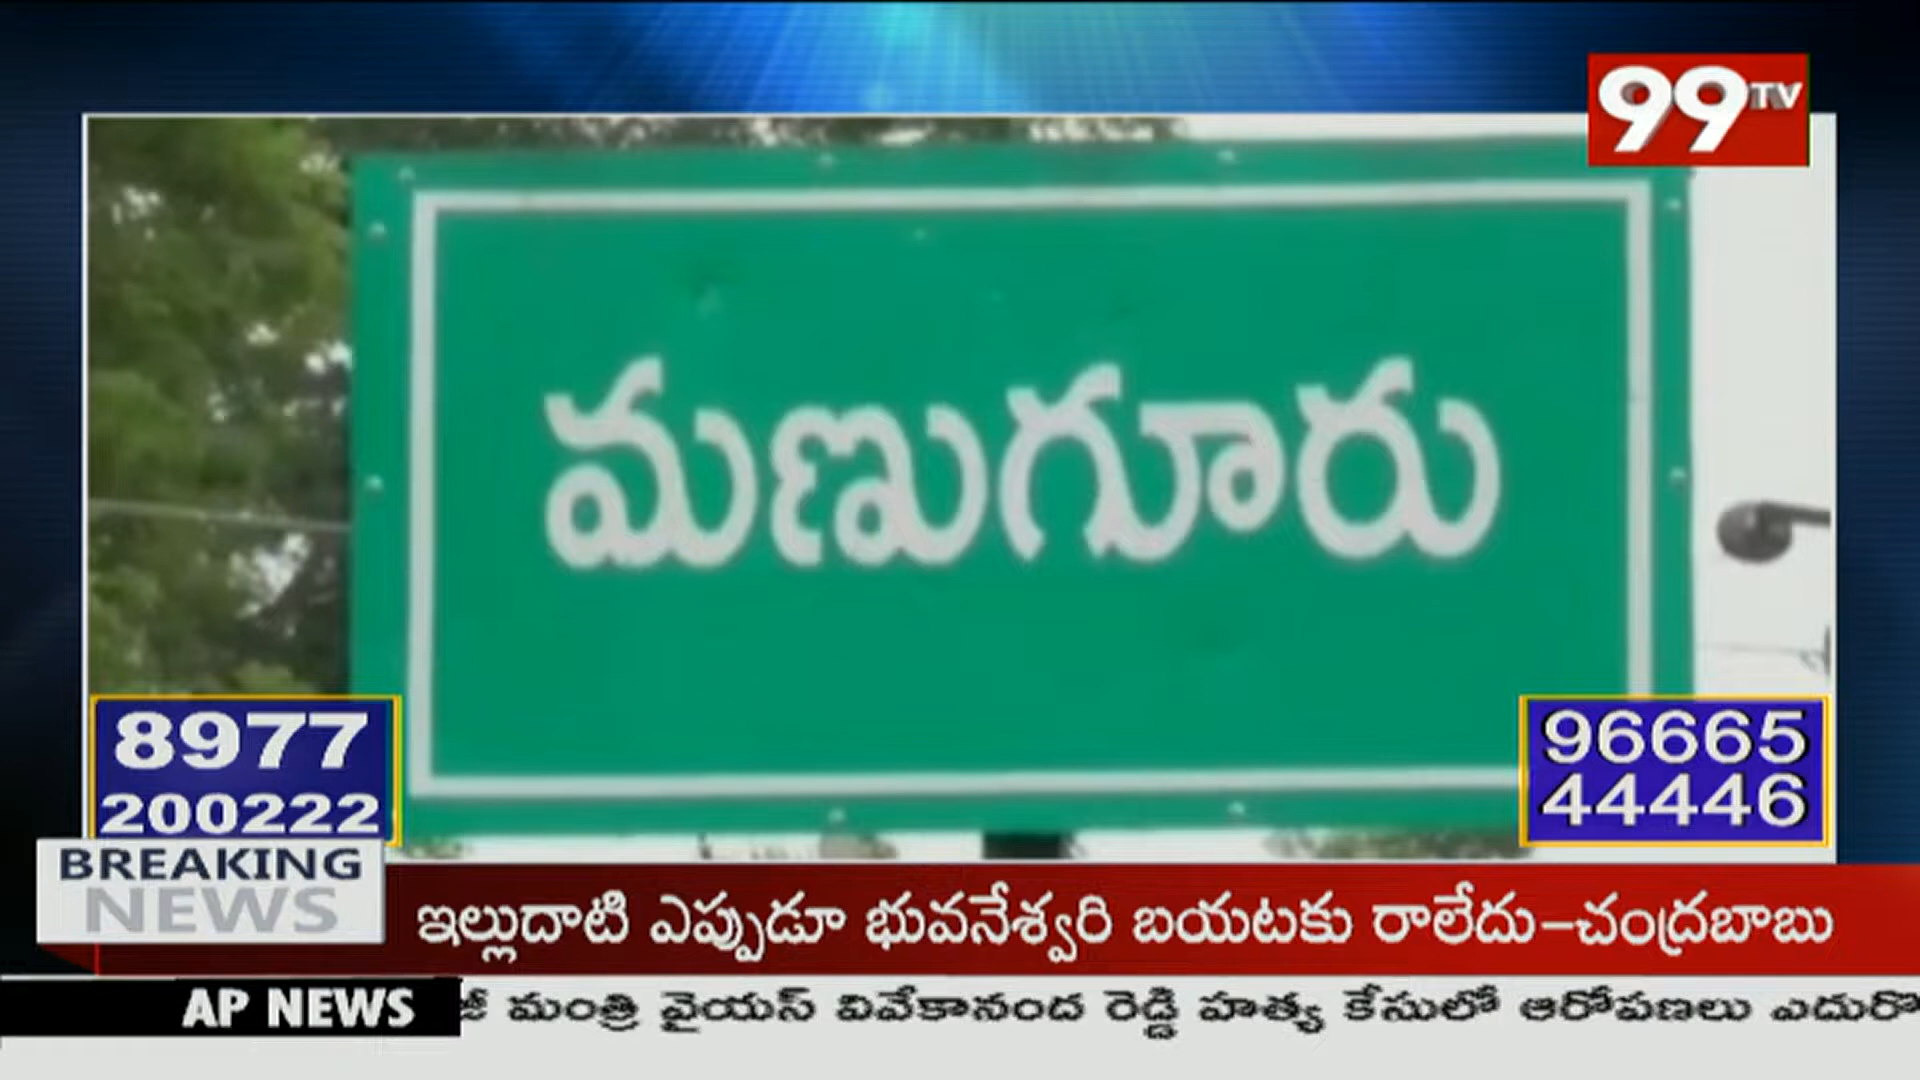 99TV
మణుగూరు
8977
200222
96665
44446
BREAKING
NEWS
ఇల్లుదాటి ఎప్పుడూ భువనేశ్వరి బయటకు రాలేదు-చంద్రబాబు
AP NEWS
మంత్రి వైయస్ వివేకానంద రెడ్డి హత్య కేసులో ఆరోపణలు